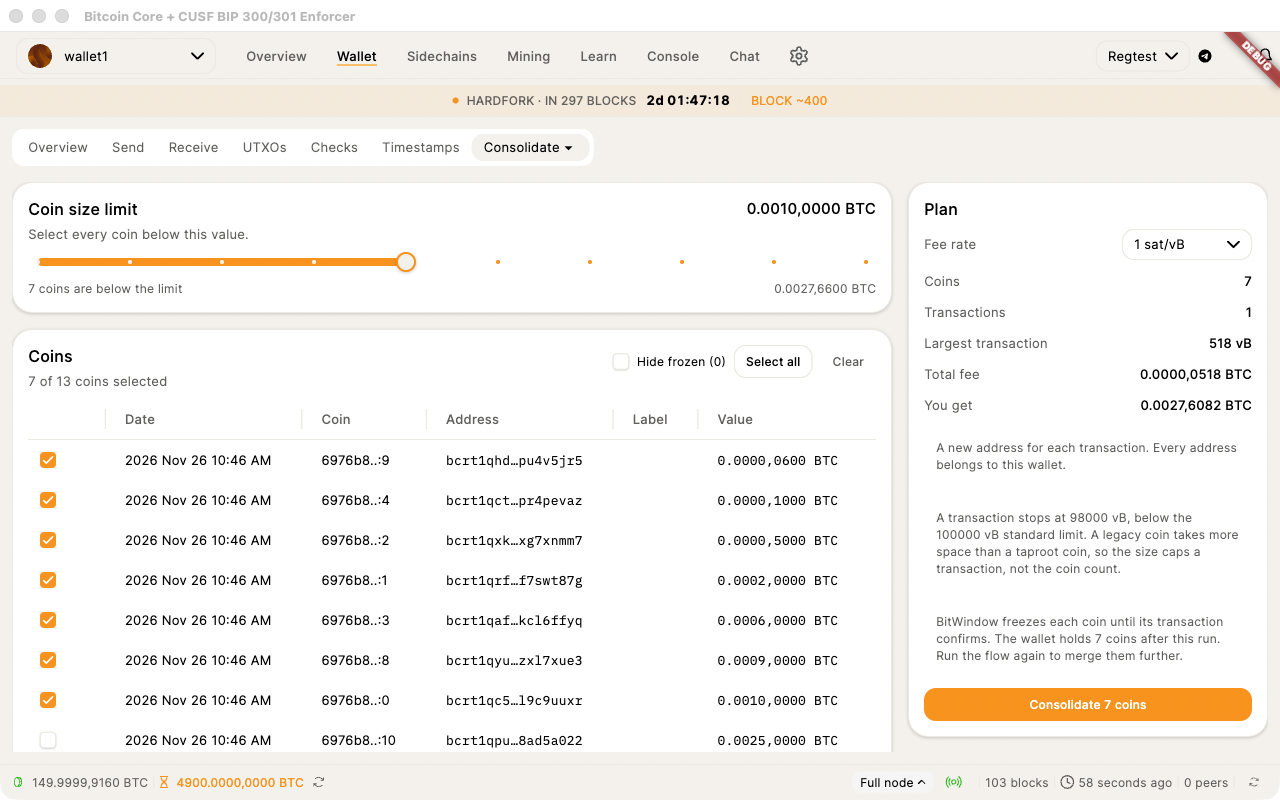 Bitcoin Core + CUSF BIP 300/301 Enforcer
wallet1 Overview Wallet Sidechains Mining Learn Console Chat Regtest DEBUG
HARDFORK · IN 297 BLOCKS 2d 01:47:18 BLOCK ~400
Overview Send Receive UTXOs Checks Timestamps Consolidate
Coin size limit 0.0010,0000 BTC
Select every coin below this value.
7 coins are below the limit 0.0027,6600 BTC
Coins
7 of 13 coins selected
Hide frozen (0) Select all Clear
Date Coin Address Label Value
2026 Nov 26 10:46 AM 6976b8..:9 bcrt1qhd…pu4v5jr5 0.0000,0600 BTC
2026 Nov 26 10:46 AM 6976b8..:4 bcrt1qct…pr4pevaz 0.0000,1000 BTC
2026 Nov 26 10:46 AM 6976b8..:2 bcrt1qxk…xg7xnmm7 0.0000,5000 BTC
2026 Nov 26 10:46 AM 6976b8..:1 bcrt1qrf…f7swt87g 0.0002,0000 BTC
2026 Nov 26 10:46 AM 6976b8..:3 bcrt1qaf…kcl6ffyq 0.0006,0000 BTC
2026 Nov 26 10:46 AM 6976b8..:8 bcrt1qyu…zxl7xue3 0.0009,0000 BTC
2026 Nov 26 10:46 AM 6976b8..:0 bcrt1qc5…l9c9uuxr 0.0010,0000 BTC
2026 Nov 26 10:46 AM 6976b8..:10 bcrt1qpu…8ad5a022 0.0025,0000 BTC
Plan
Fee rate 1 sat/vB
Coins 7
Transactions 1
Largest transaction 518 vB
Total fee 0.0000,0518 BTC
You get 0.0027,6082 BTC
A new address for each transaction. Every address
belongs to this wallet.
A transaction stops at 98000 vB, below the
100000 vB standard limit. A legacy coin takes more
space than a taproot coin, so the size caps a
transaction, not the coin count.
BitWindow freezes each coin until its transaction
confirms. The wallet holds 7 coins after this run.
Run the flow again to merge them further.
Consolidate 7 coins
149.9999,9160 BTC 4900.0000,0000 BTC Full node 103 blocks 58 seconds ago 0 peers